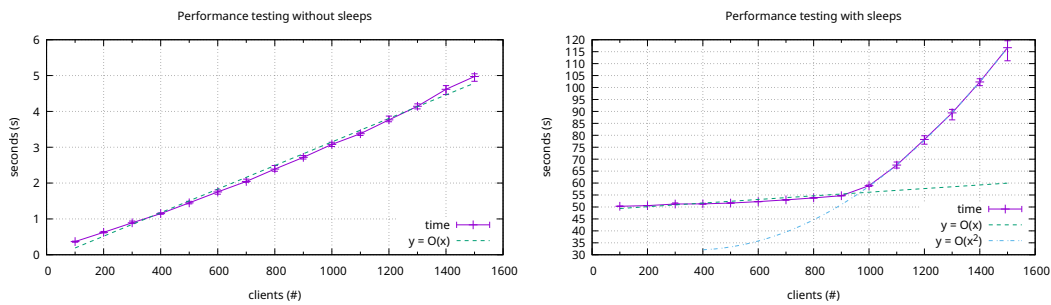 Performance testing without sleeps
6
5
4
3
2
1
0
seconds (s)
time
y = O(x)
0 200 400 600 800 1000 1200 1400 1600
clients (#)
Performance testing with sleeps
120
115
110
105
100
95
90
85
80
75
70
65
60
55
50
45
40
35
30
seconds (s)
time
y = O(x)
y = O(x²)
0 200 400 600 800 1000 1200 1400 1600
clients (#)